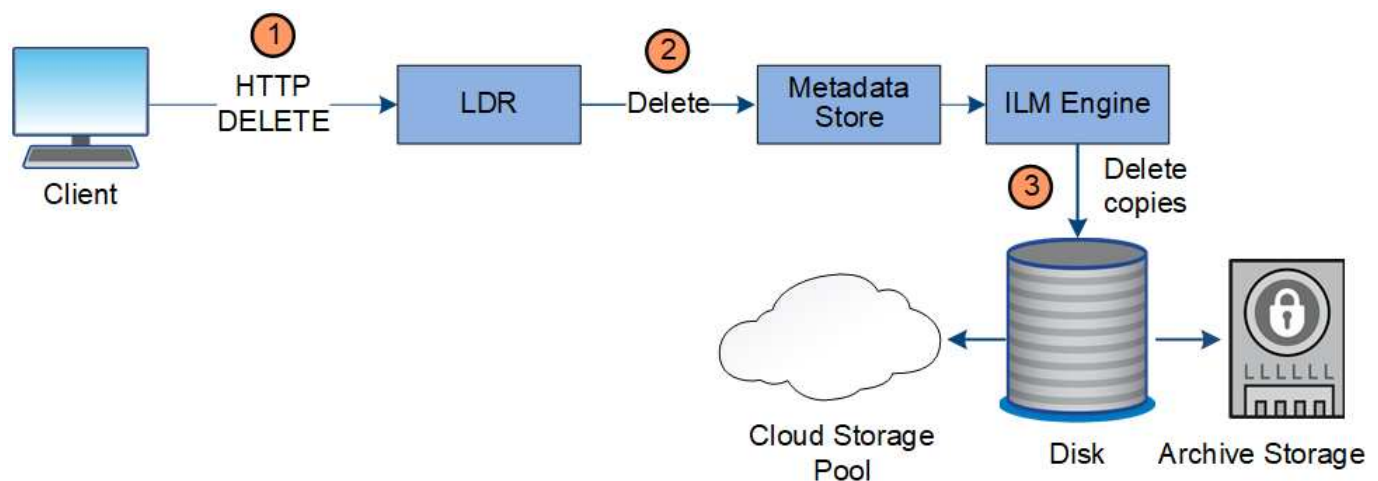 1
HTTP
DELETE
2
Delete
3
Delete
copies
Client
LDR
Metadata
Store
ILM Engine
Cloud Storage
Pool
Disk
LLLLLL
Archive Storage